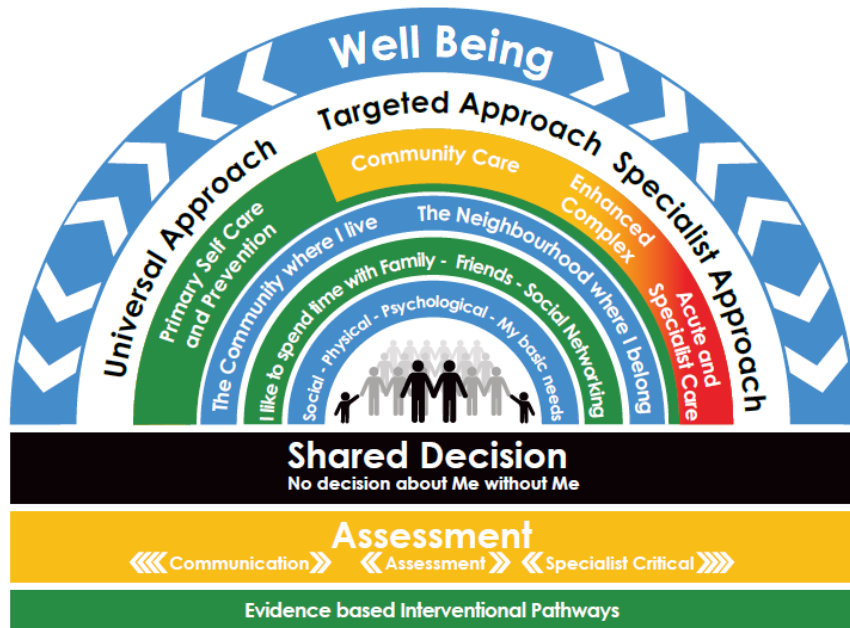 Well Being
Universal Approach
Targeted Approach
Specialist Approach
Primary Self Care
and Prevention
Community Care
Enhanced
Complex
Acute and
Specialist Care
The Community where I live
The Neighbourhood where I belong
I like to spend time with Family - Friends - Social Networking
Social - Physical - Psychological - My basic needs
Shared Decision
No decision about Me without Me
Assessment
Communication
Assessment
Specialist Critical
Evidence based Interventional Pathways